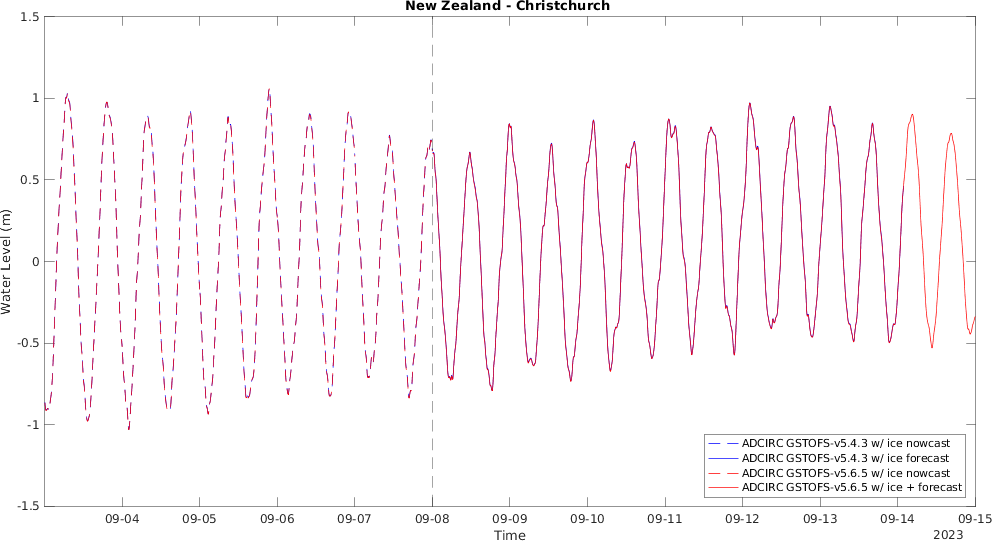 New Zealand - Christchurch
1.5
1
0.5
0
-0.5
-1
-1.5
Water Level (m)
ADCIRC GSTOFS-v5.4.3 w/ ice nowcast
ADCIRC GSTOFS-v5.4.3 w/ ice forecast
ADCIRC GSTOFS-v5.6.5 w/ ice nowcast
ADCIRC GSTOFS-v5.6.5 w/ ice + forecast
09-04 09-05 09-06 09-07 09-08 09-09 09-10 09-11 09-12 09-13 09-14 09-15
Time
2023